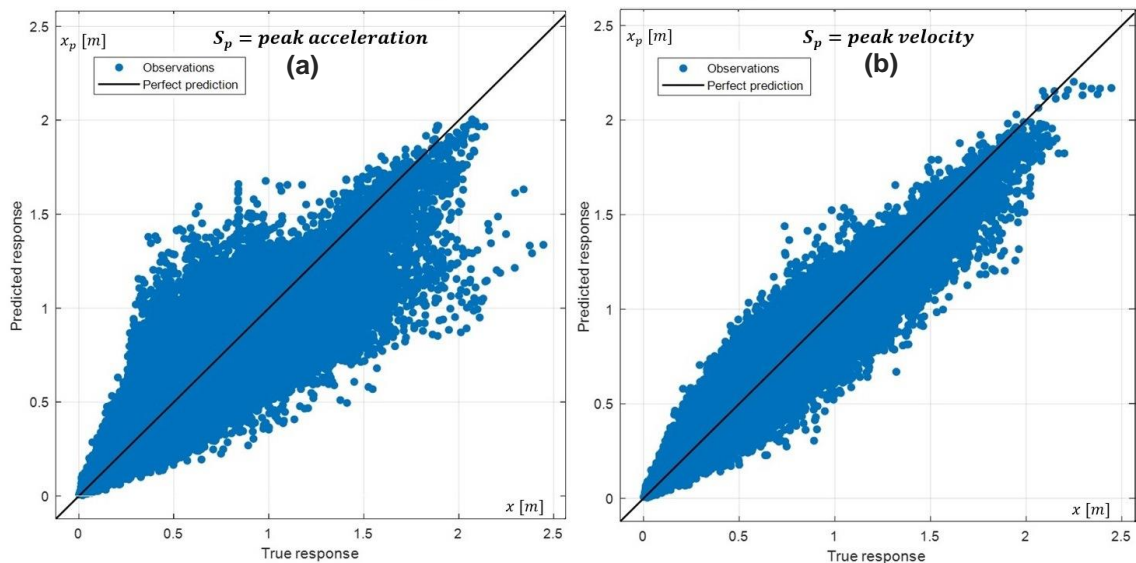 x_p [m]
S_p = peak acceleration
(a)
Observations
Perfect prediction
2.5
2
1.5
1
0.5
0
Predicted response
0
0.5
1
1.5
2
2.5
x [m]
True response
x_p [m]
S_p = peak velocity
(b)
Observations
Perfect prediction
2.5
2
1.5
1
0.5
0
Predicted response
0
0.5
1
1.5
2
2.5
x [m]
True response